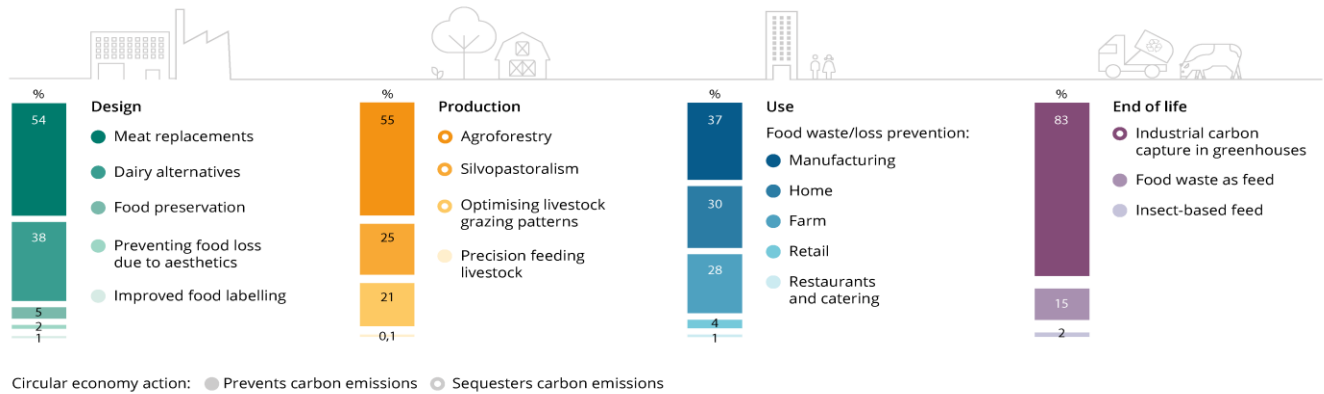 %
54
38
5
2
1
Design
Meat replacements
Dairy alternatives
Food preservation
Preventing food loss
due to aesthetics
Improved food labelling
%
55
25
21
0,1
Production
Agroforestry
Silvopastoralism
Optimising livestock
grazing patterns
Precision feeding
livestock
%
37
30
28
4
1
Use
Food waste/loss prevention:
Manufacturing
Home
Farm
Retail
Restaurants
and catering
%
83
15
2
End of life
Industrial carbon
capture in greenhouses
Food waste as feed
Insect-based feed
Circular economy action: Prevents carbon emissions Sequesters carbon emissions